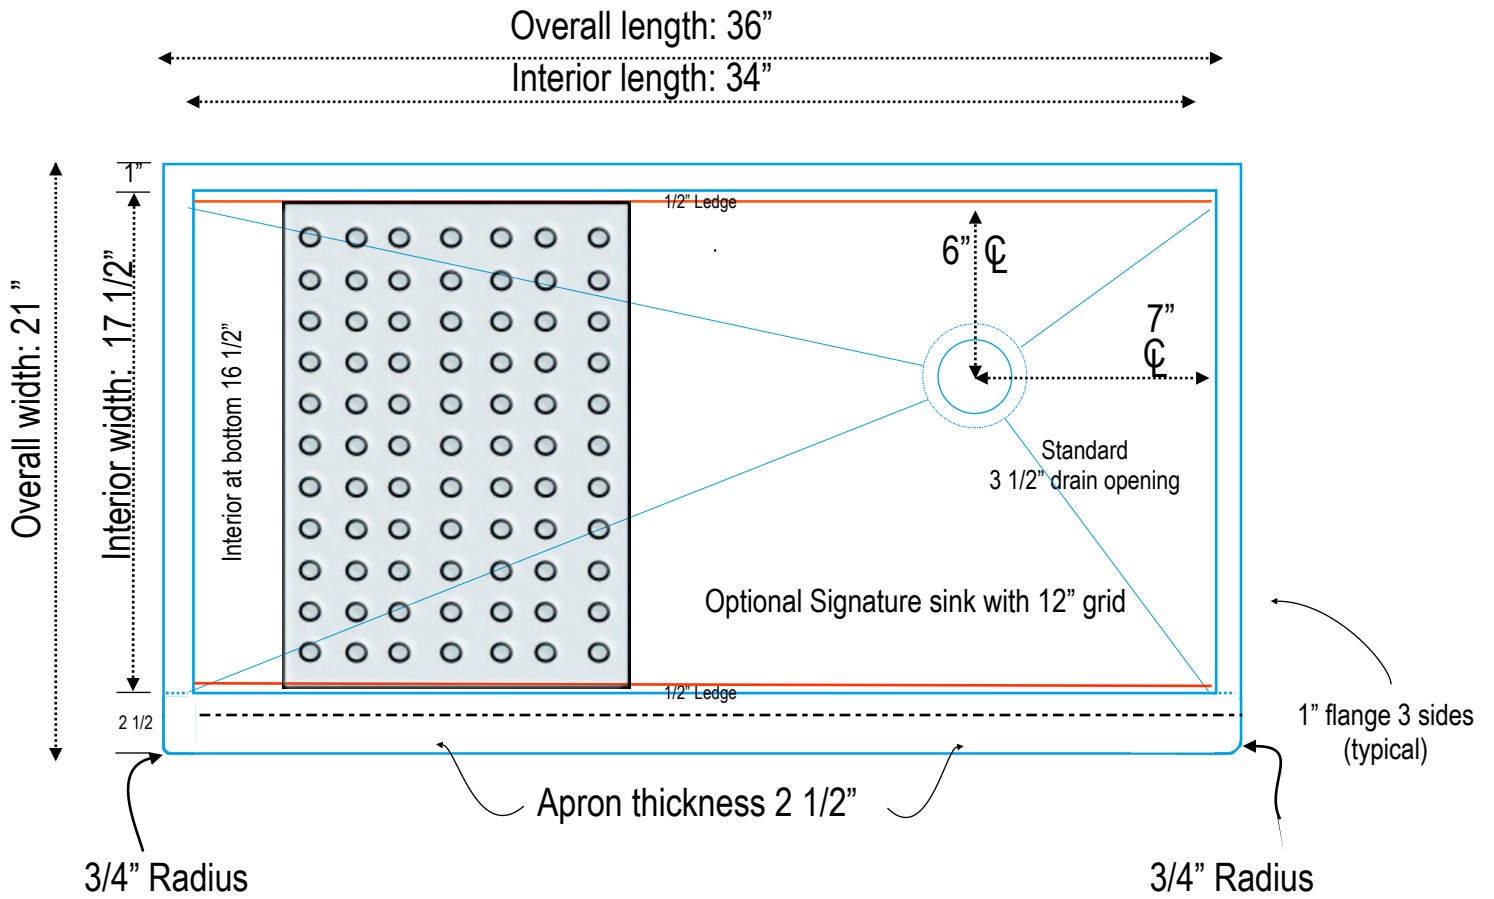 Overall length: 36”
Interior length: 34”
1”
1/2” Ledge
6” ℄
7”
℄
Overall width: 21 ”
Interior width: 17 1/2”
Interior at bottom 16 1/2”
Standard
3 1/2” drain opening
Optional Signature sink with 12” grid
1/2” Ledge
2 1/2
1” flange 3 sides
(typical)
Apron thickness 2 1/2”
3/4” Radius
3/4” Radius